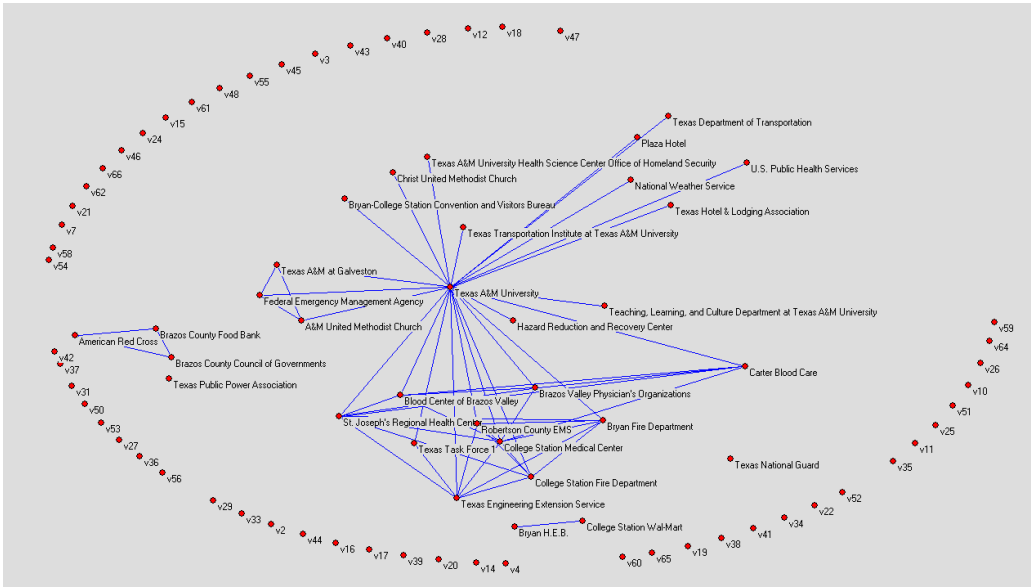 v47
v18
v12
v28
v40
v43
v3
v45
v55
v48
v61
v15
v24
v46
v66
v62
v21
v7
v58
v54
Texas Department of Transportation
Plaza Hotel
Texas A&M University Health Science Center Office of Homeland Security
U.S. Public Health Services
Christ United Methodist Church
National Weather Service
Bryan-College Station Convention and Visitors Bureau
Texas Hotel & Lodging Association
Texas Transportation Institute at Texas A&M University
Texas A&M at Galveston
Texas A&M University
Federal Emergency Management Agency
Teaching, Learning, and Culture Department at Texas A&M University
A&M United Methodist Church
Hazard Reduction and Recovery Center
Brazos County Food Bank
American Red Cross
Brazos County Council of Governments
Texas Public Power Association
Carter Blood Care
Brazos Valley Physician's Organizations
Blood Center of Brazos Valley
St. Joseph's Regional Health Center
Robertson County EMS
Bryan Fire Department
Texas Task Force 1
College Station Medical Center
Texas National Guard
College Station Fire Department
Texas Engineering Extension Service
College Station Wal-Mart
Bryan H.E.B.
v59
v64
v26
v10
v51
v25
v11
v35
v52
v22
v34
v41
v38
v19
v65
v60
v42
v37
v31
v50
v53
v27
v36
v56
v29
v33
v2
v44
v16
v17
v39
v20
v14
v4